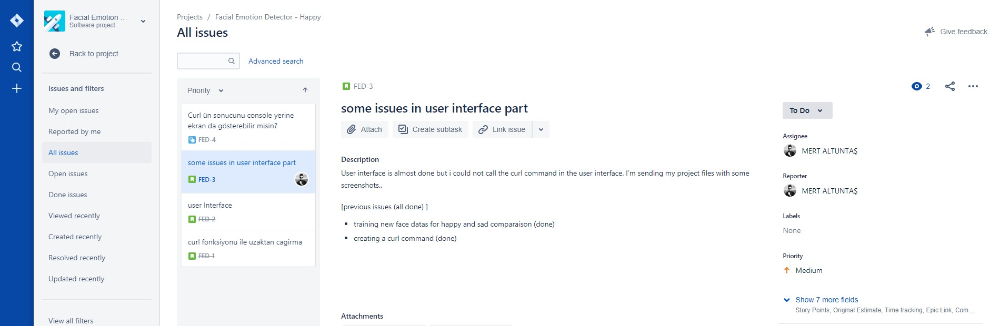 Facial Emotion ...
Software project
Back to project
Issues and filters
My open issues
Reported by me
All issues
Open issues
Done issues
Viewed recently
Created recently
Resolved recently
Updated recently
View all filters
Projects / Facial Emotion Detector - Happy
All issues
Give feedback
Advanced search
Priority
Curl ün sonucunu console yerine
ekran da gösterebilir misin?
FED-4
some issues in user interface part
FED-3
user Interface
FED-2
curl fonksiyonu ile uzaktan cagirma
FED-1
FED-3
2
some issues in user interface part
Attach
Create subtask
Link issue
Description
User interface is almost done but i could not call the curl command in the user interface. I'm sending my project files with some
screenshots..
[previous issues (all done) ]
• training new face datas for happy and sad comparaison (done)
• creating a curl command (done)
Attachments
To Do
Assignee
MERT ALTUNTAŞ
Reporter
MERT ALTUNTAŞ
Labels
None
Priority
Medium
Show 7 more fields
Story Points, Original Estimate, Time tracking, Epic Link, Com...